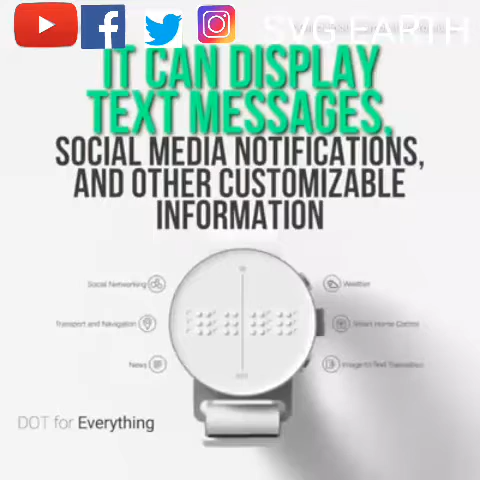 SVG EARTH
IT CAN DISPLAY
TEXT MESSAGES,
SOCIAL MEDIA NOTIFICATIONS,
AND OTHER CUSTOMIZABLE
INFORMATION
Social Networking
Weather
Transport and Navigation
Smart Home Control
News
Image to Text Translation
DOT for Everything